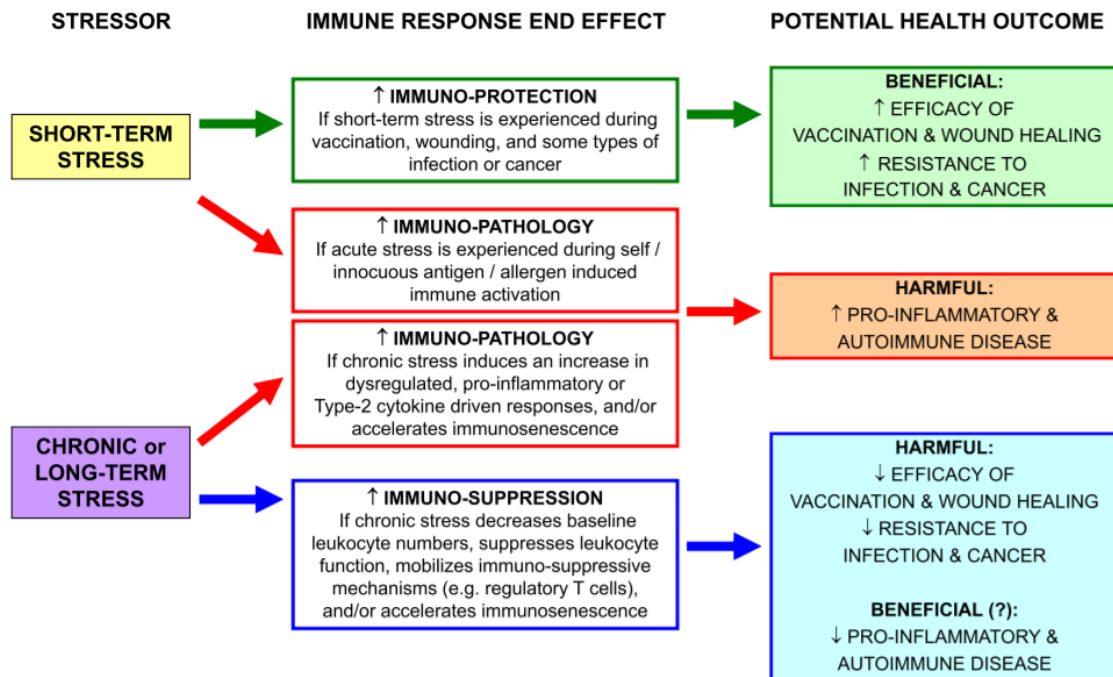 STRESSOR
IMMUNE RESPONSE END EFFECT
POTENTIAL HEALTH OUTCOME
SHORT-TERM
STRESS
↑ IMMUNO-PROTECTION
If short-term stress is experienced during
vaccination, wounding, and some types of
infection or cancer
BENEFICIAL:
↑ EFFICACY OF
VACCINATION & WOUND HEALING
↑ RESISTANCE TO
INFECTION & CANCER
↑ IMMUNO-PATHOLOGY
If acute stress is experienced during self /
innocuous antigen / allergen induced
immune activation
HARMFUL:
↑ PRO-INFLAMMATORY &
AUTOIMMUNE DISEASE
CHRONIC or
LONG-TERM
STRESS
↑ IMMUNO-PATHOLOGY
If chronic stress induces an increase in
dysregulated, pro-inflammatory or
Type-2 cytokine driven responses, and/or
accelerates immunosenescence
↑ IMMUNO-SUPPRESSION
If chronic stress decreases baseline
leukocyte numbers, suppresses leukocyte
function, mobilizes immuno-suppressive
mechanisms (e.g. regulatory T cells),
and/or accelerates immunosenescence
HARMFUL:
↓ EFFICACY OF
VACCINATION & WOUND HEALING
↓ RESISTANCE TO
INFECTION & CANCER
BENEFICIAL (?):
↓ PRO-INFLAMMATORY &
AUTOIMMUNE DISEASE